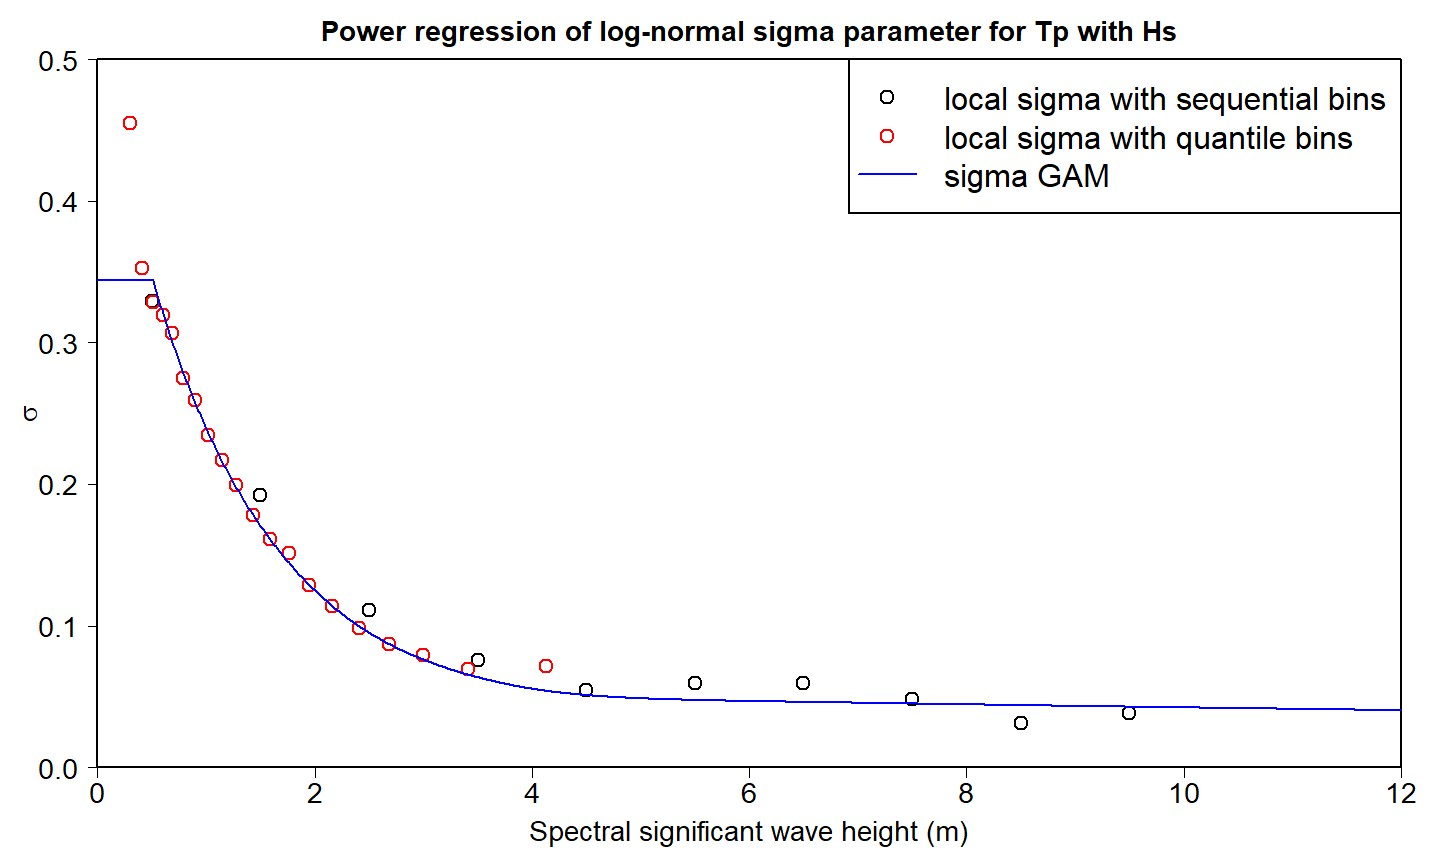 Power regression of log-normal sigma parameter for Tp with Hs
0.5
local sigma with sequential bins
local sigma with quantile bins
sigma GAM
0.4
0.3
σ
0.2
0.1
0.0
0 2 4 6 8 10 12
Spectral significant wave height (m)